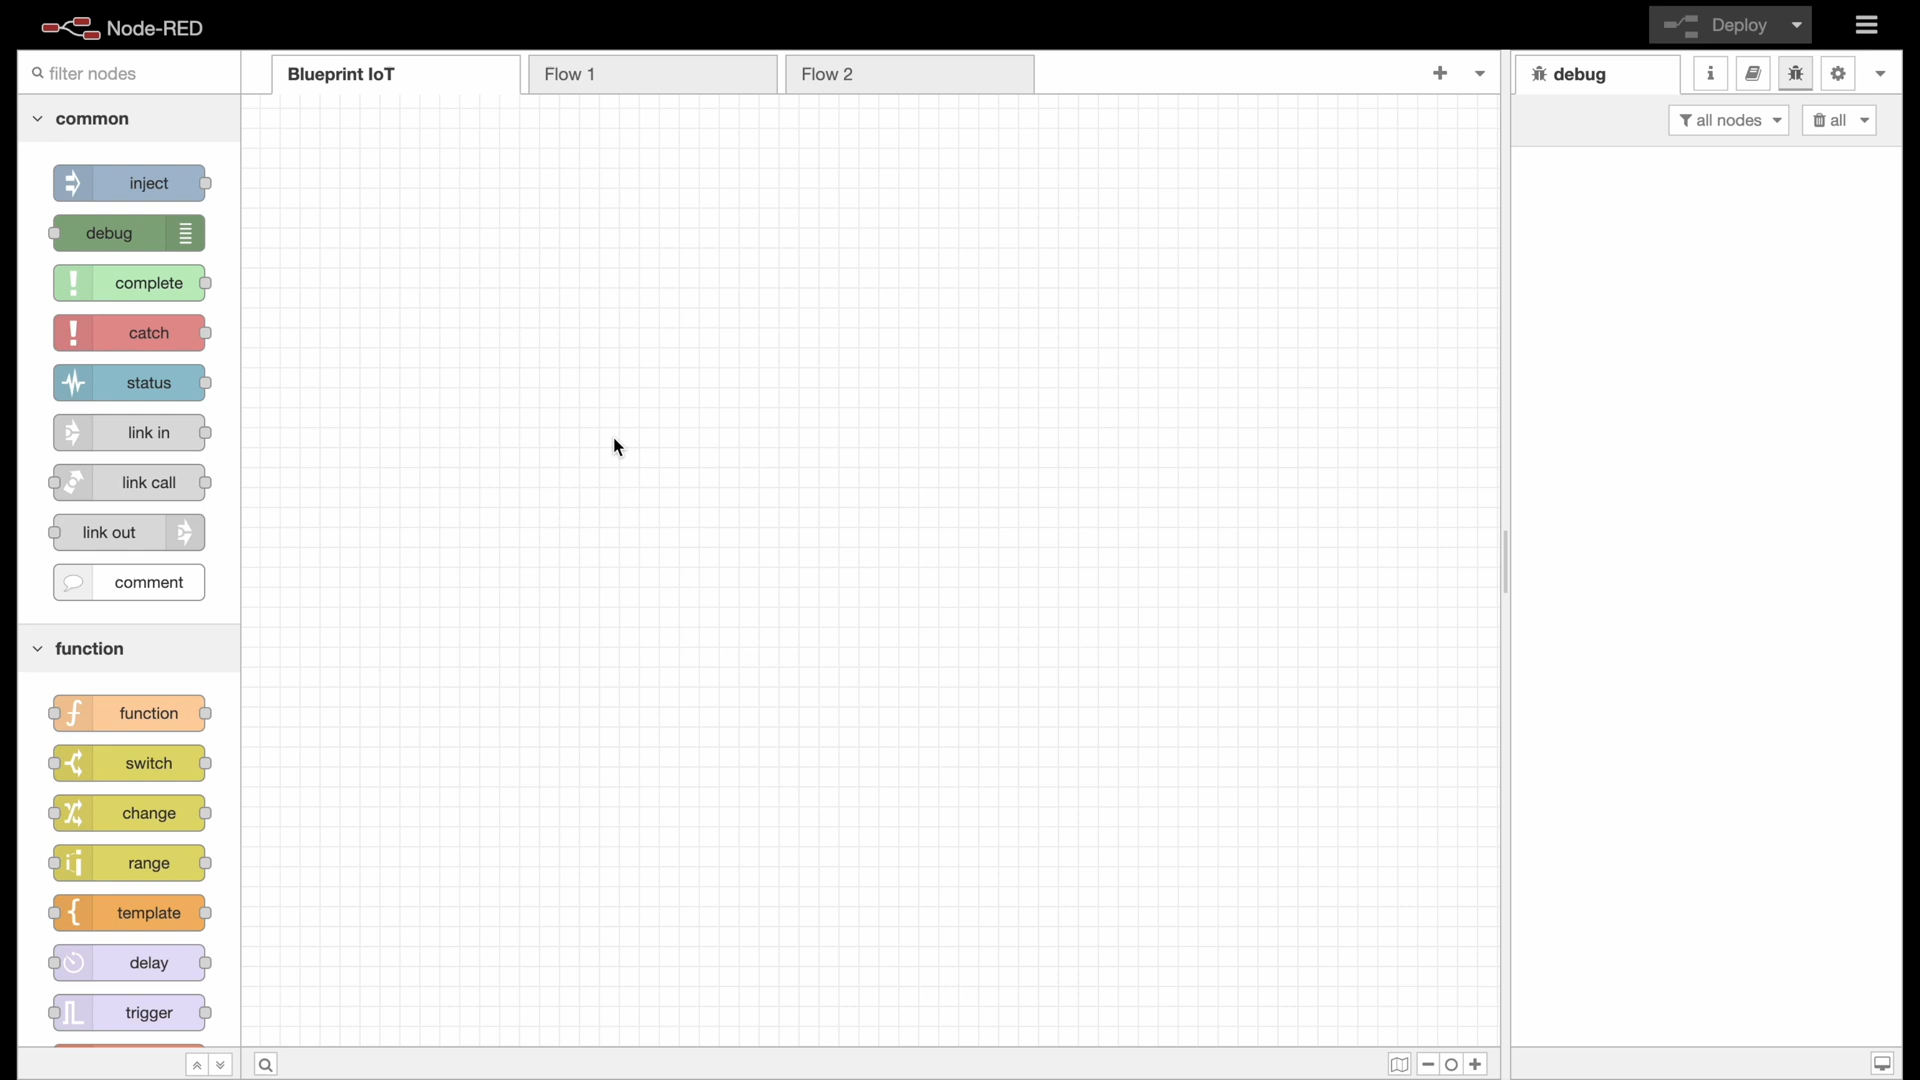 Node-RED
Deploy
filter nodes
Blueprint IoT
Flow 1
Flow 2
debug
all nodes
all
common
inject
debug
complete
catch
status
link in
link call
link out
comment
function
function
switch
change
range
template
delay
trigger